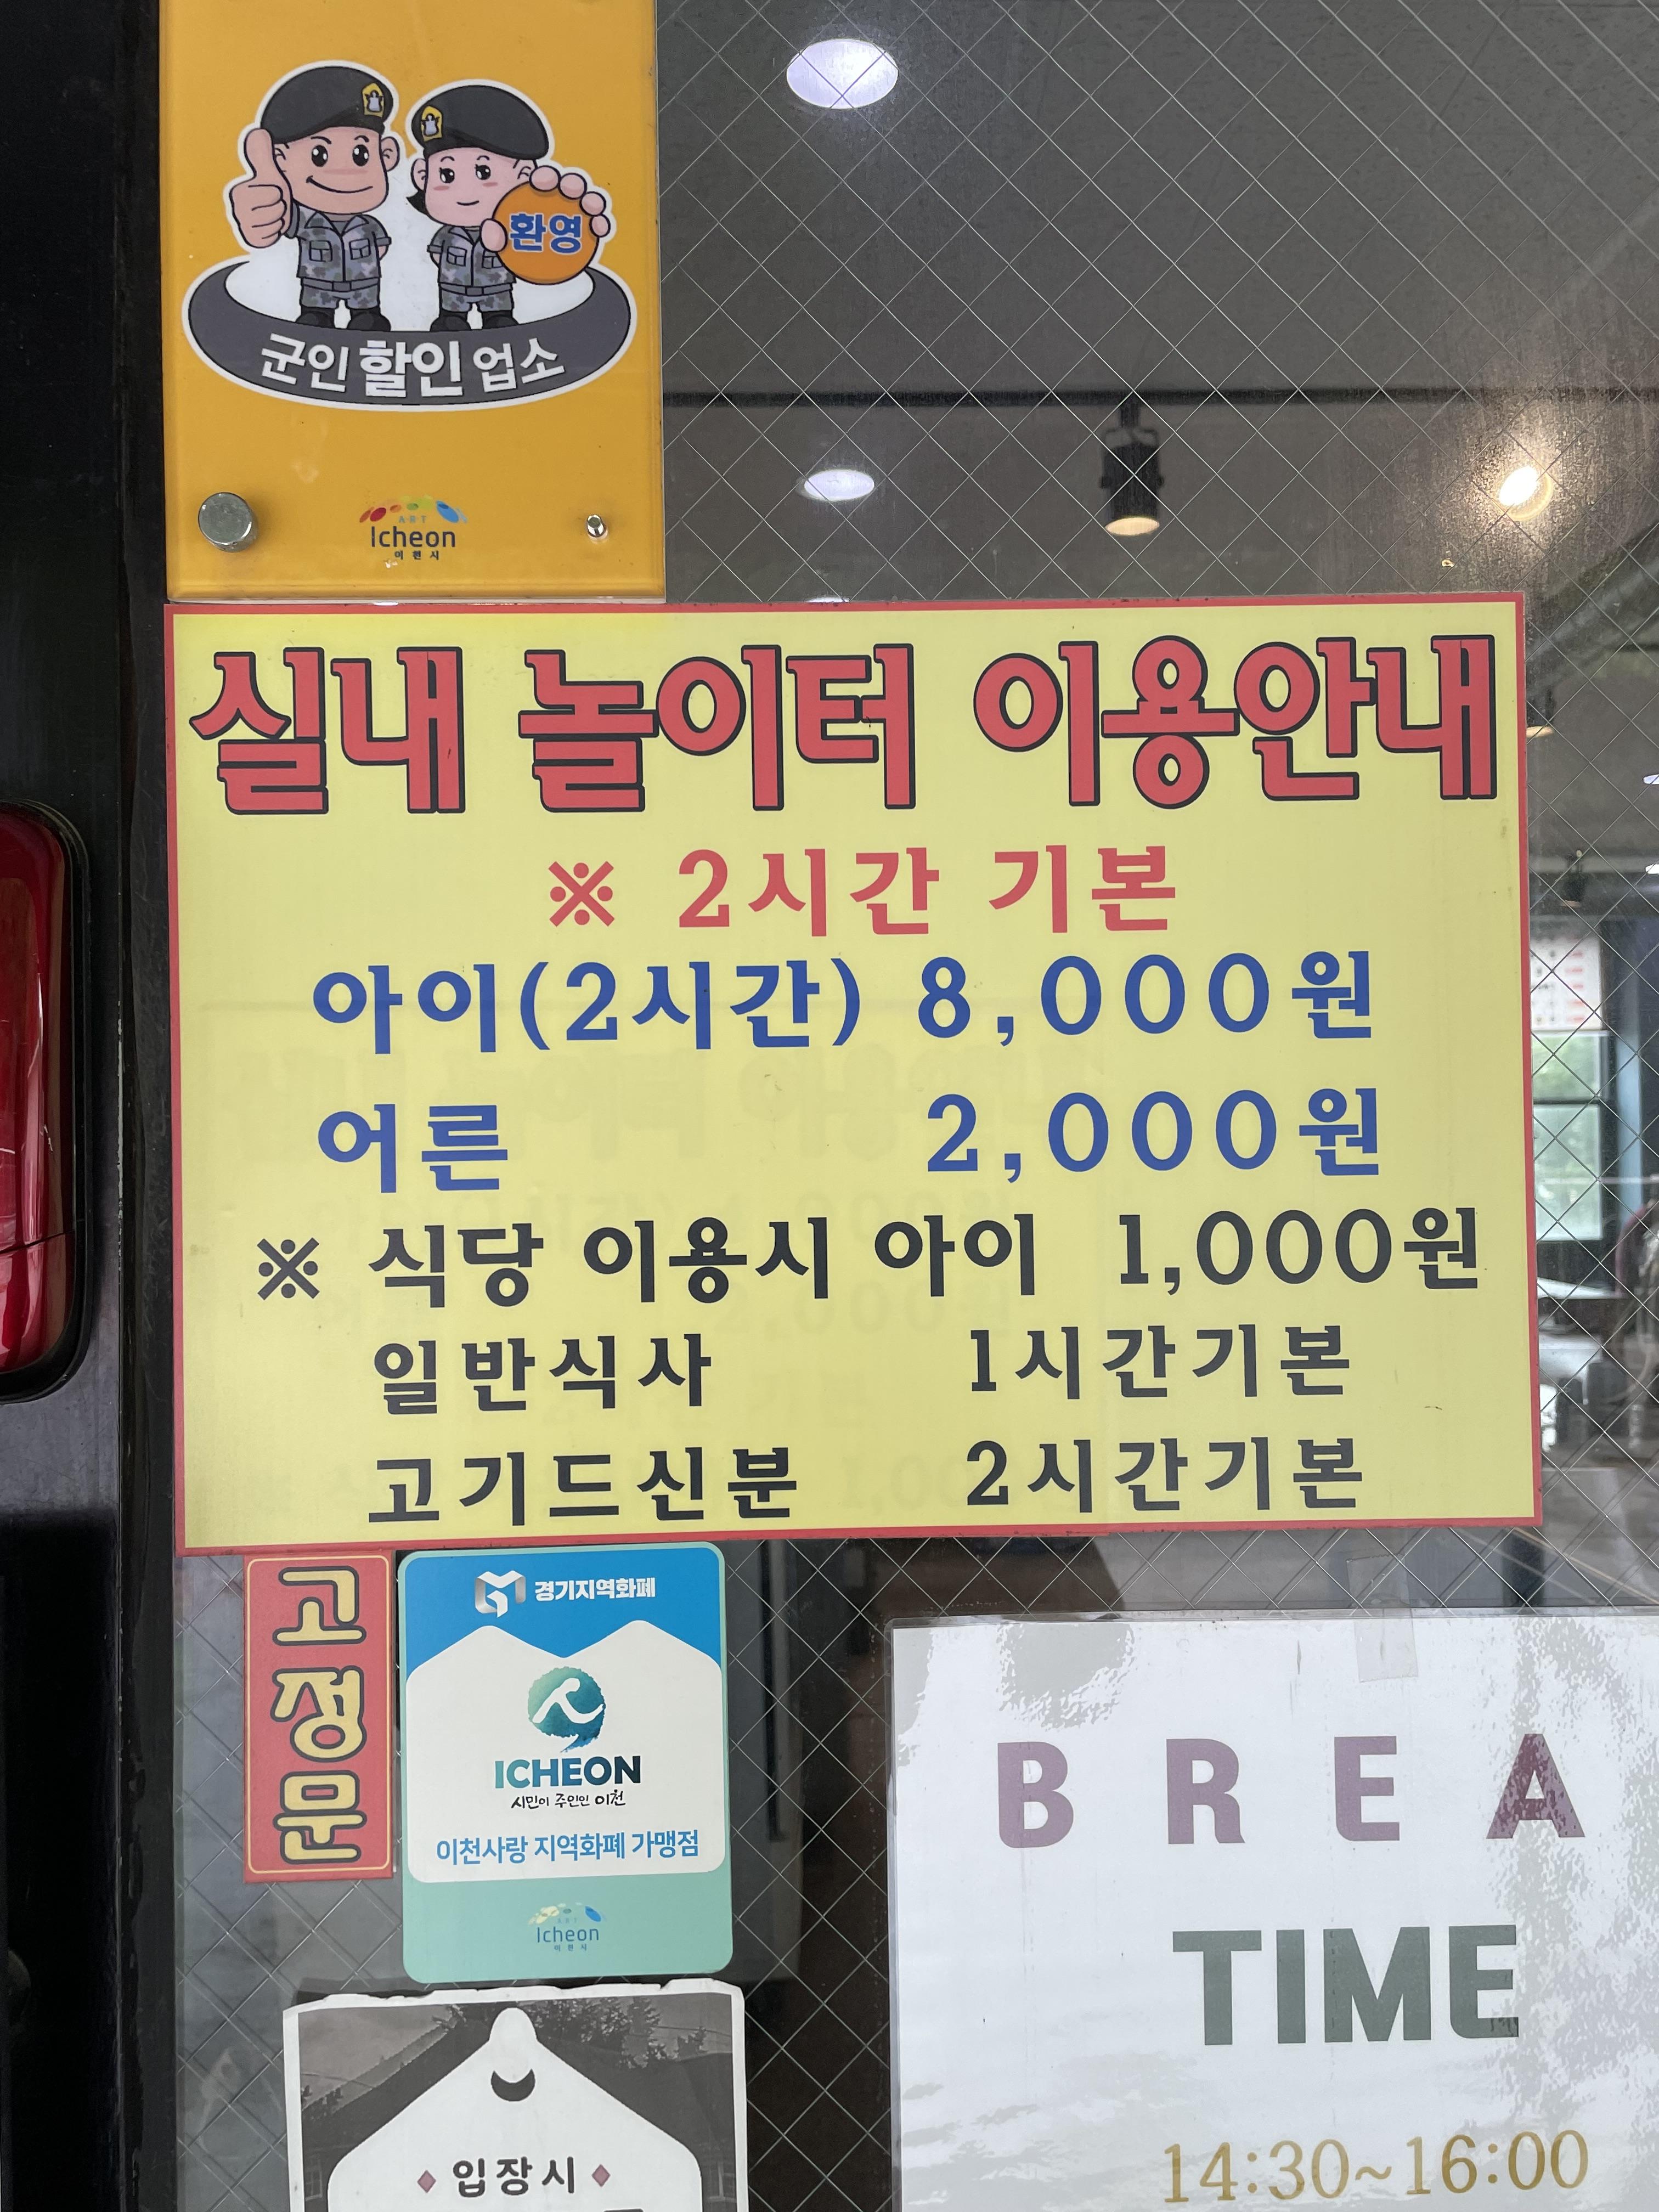 환영
군인 할인 업소
ART
Icheon
이천시
실내 놀이터 이용안내
※ 2시간 기본
아이(2시간) 8,000원
어른 2,000원
※ 식당 이용시 아이 1,000원
일반식사 1시간기본
고기드신분 2시간기본
고정문
경기지역화폐
ICHEON
시민이 주인인 이천
이천사랑 지역화폐 가맹점
ART
Icheon
이천시
BREA
TIME
14:30~16:00
입장시